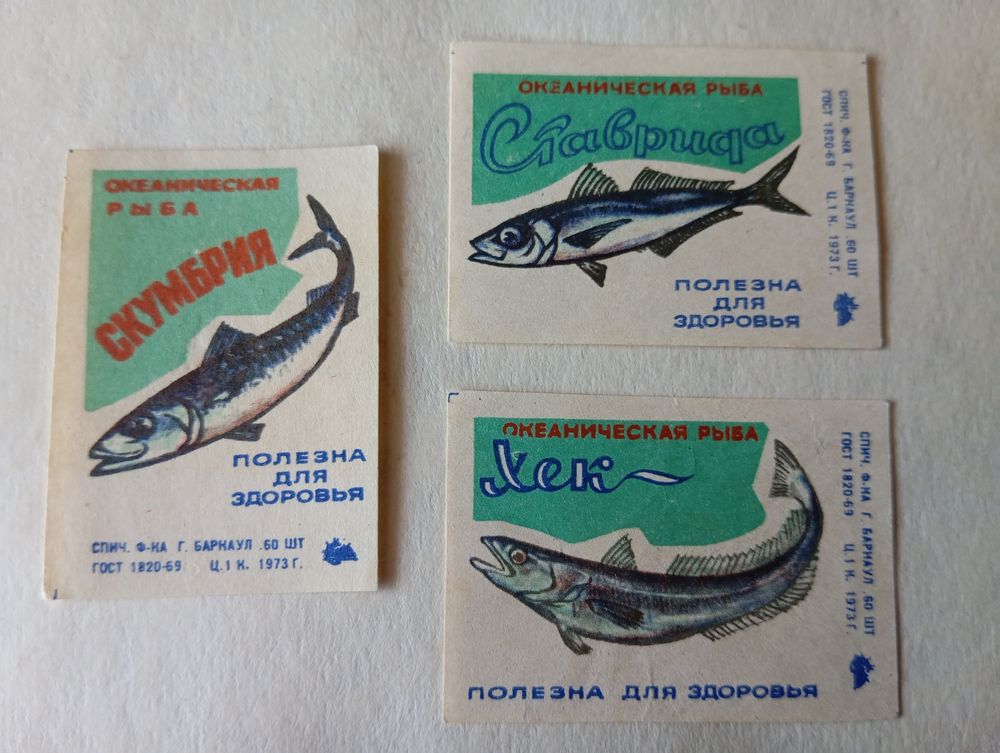 ОКЕАНИЧЕСКАЯ
РЫБА
СКУМБРИЯ
ПОЛЕЗНА
ДЛЯ
ЗДОРОВЬЯ
СПИЧ. Ф-КА Г. БАРНАУЛ .60 ШТ
ГОСТ 1820-69 Ц.1 К. 1973 Г.
ОКЕАНИЧЕСКАЯ РЫБА
Ставрида
ПОЛЕЗНА
ДЛЯ
ЗДОРОВЬЯ
СПИЧ. Ф-КА Г. БАРНАУЛ .60 ШТ
ГОСТ 1820-69 Ц.1 К. 1973 Г.
ОКЕАНИЧЕСКАЯ РЫБА
Хек
ПОЛЕЗНА ДЛЯ ЗДОРОВЬЯ
СПИЧ. Ф-КА Г. БАРНАУЛ .60 ШТ
ГОСТ 1820-69 Ц.1 К. 1973 Г.